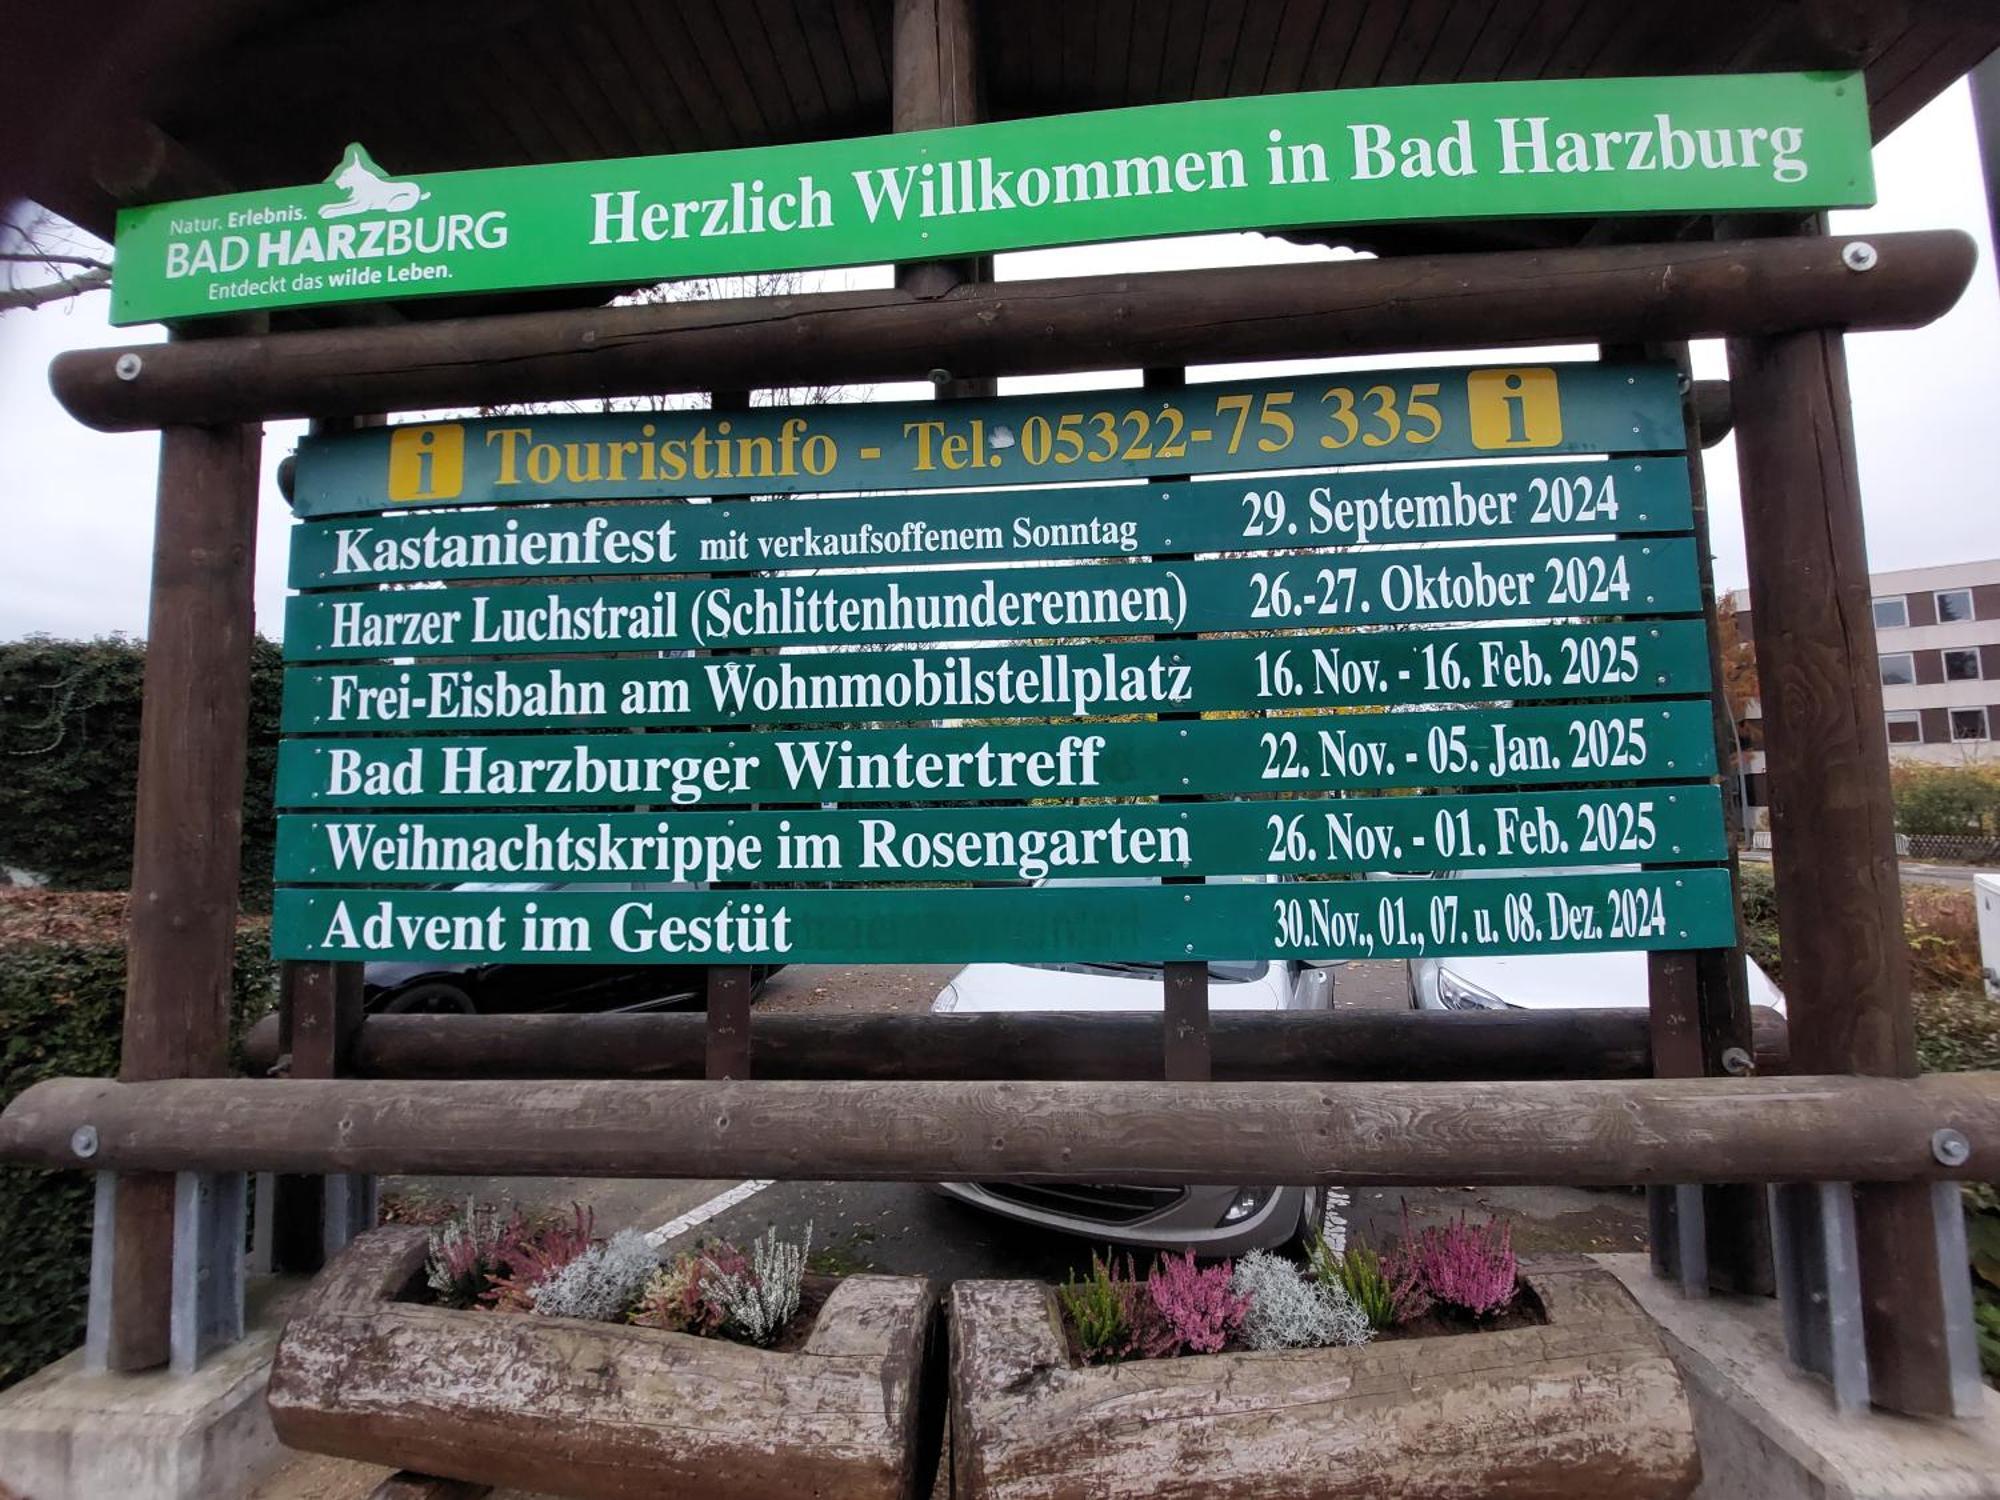 Natur. Erlebnis.
BAD HARZBURG
Entdeckt das wilde Leben.
Herzlich Willkommen in Bad Harzburg
i Touristinfo - Tel. 05322-75 335 i
Kastanienfest mit verkaufsoffenem Sonntag 29. September 2024
Harzer Luchstrail (Schlittenhunderennen) 26.-27. Oktober 2024
Frei-Eisbahn am Wohnmobilstellplatz 16. Nov. - 16. Feb. 2025
Bad Harzburger Wintertreff 22. Nov. - 05. Jan. 2025
Weihnachtskrippe im Rosengarten 26. Nov. - 01. Feb. 2025
Advent im Gestüt 30.Nov., 01., 07. u. 08. Dez. 2024